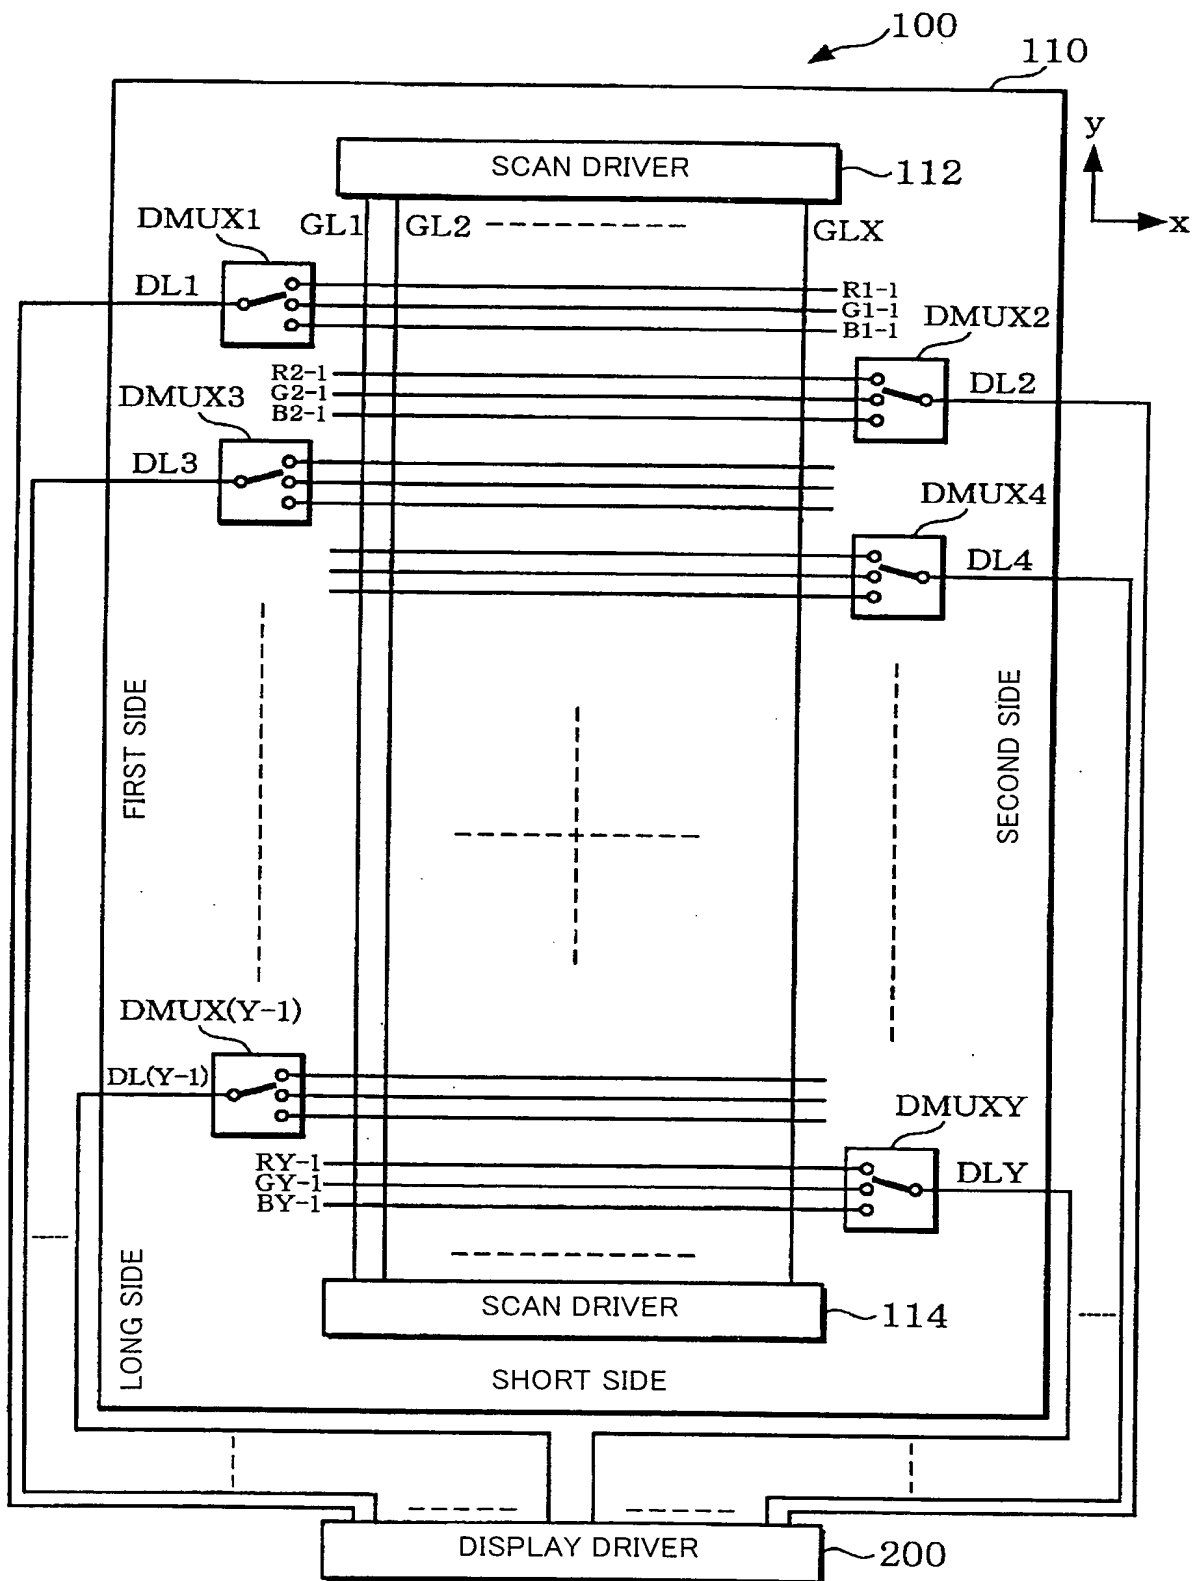 100
110
y
x
SCAN DRIVER
112
DMUX1
GL1
GL2
GLX
DL1
R1-1
G1-1
B1-1
DMUX2
R2-1
G2-1
B2-1
DL2
DMUX3
DL3
DMUX4
DL4
FIRST SIDE
SECOND SIDE
DMUX(Y-1)
DL(Y-1)
DMUXY
RY-1
GY-1
BY-1
DLY
LONG SIDE
SCAN DRIVER
114
SHORT SIDE
DISPLAY DRIVER
200